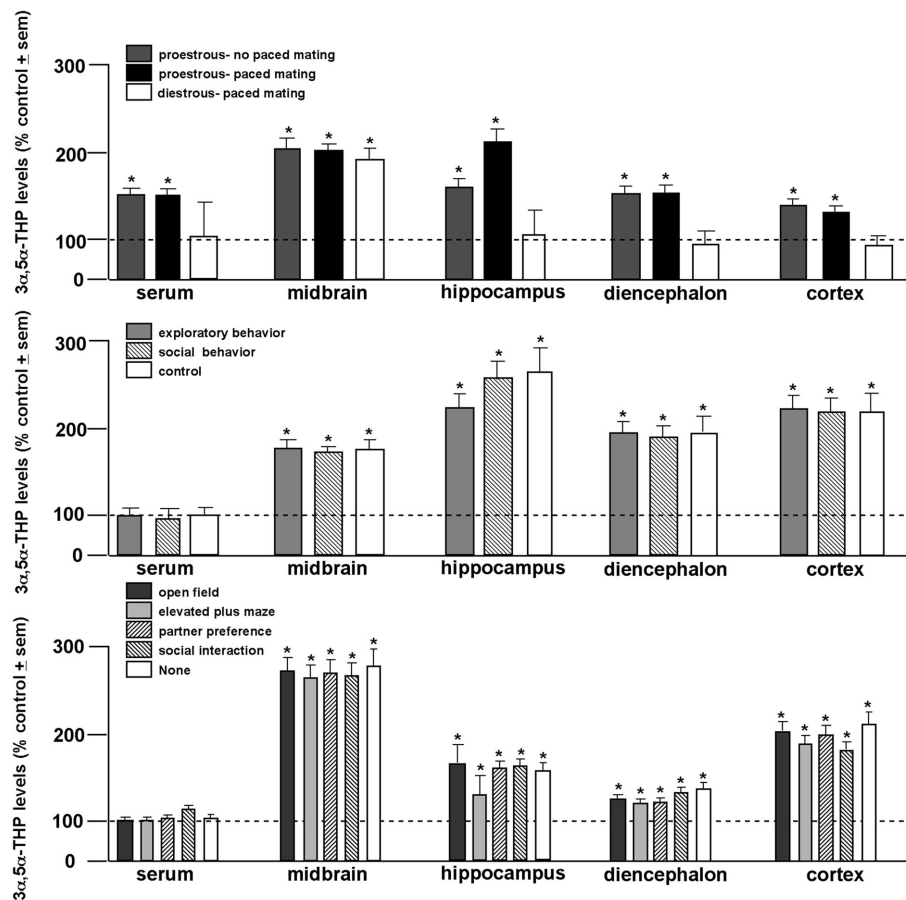 3α,5α-THP levels (% control ± sem)
proestrous- no paced mating
proestrous- paced mating
diestrous- paced mating
300
200
100
0
* * * * * * * * * * *
serum midbrain hippocampus diencephalon cortex
3α,5α-THP levels (% control ± sem)
exploratory behavior
social behavior
control
300
200
100
0
* * * * * * * * * * * *
serum midbrain hippocampus diencephalon cortex
3α,5α-THP levels (% control ± sem)
open field
elevated plus maze
partner preference
social interaction
None
300
200
100
0
* * * * * * * * * * * * * * * * * * * *
serum midbrain hippocampus diencephalon cortex